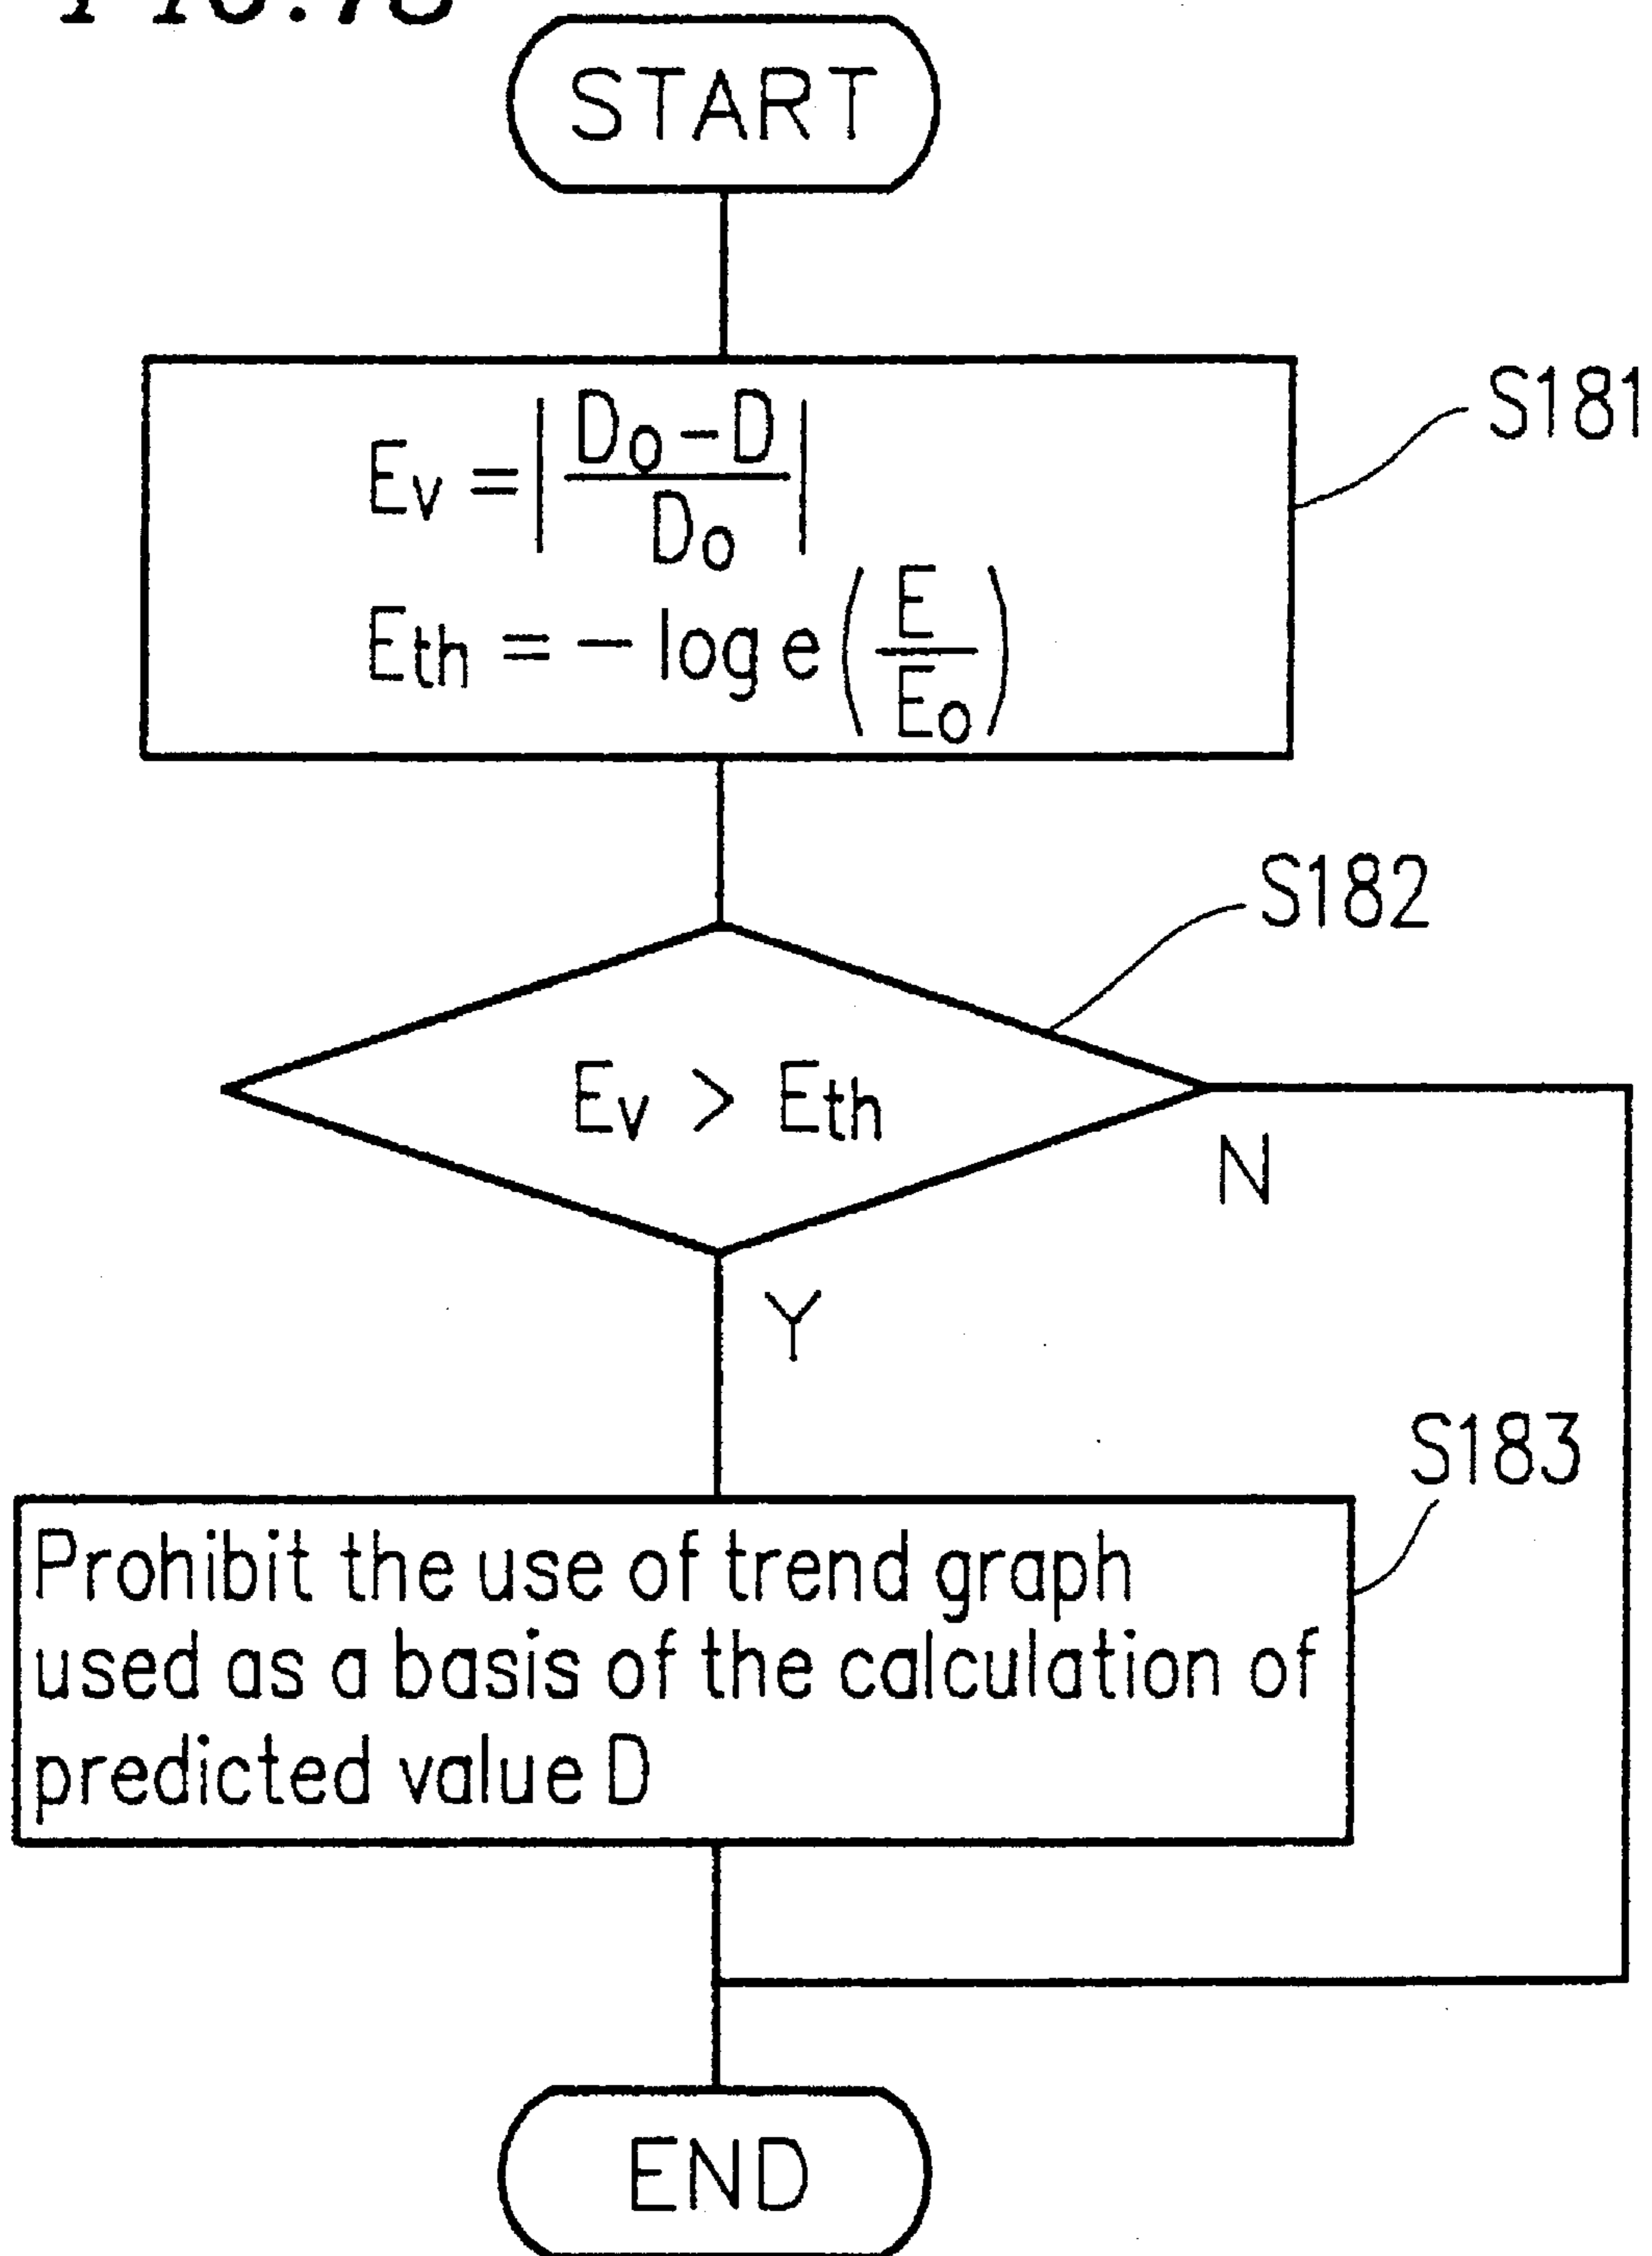 START
S181
Ev = | Do – D / Do |
Eth = – log e ( E / Eo )
S182
Ev > Eth
N
Y
S183
Prohibit the use of trend graph
used as a basis of the calculation of
predicted value D
END